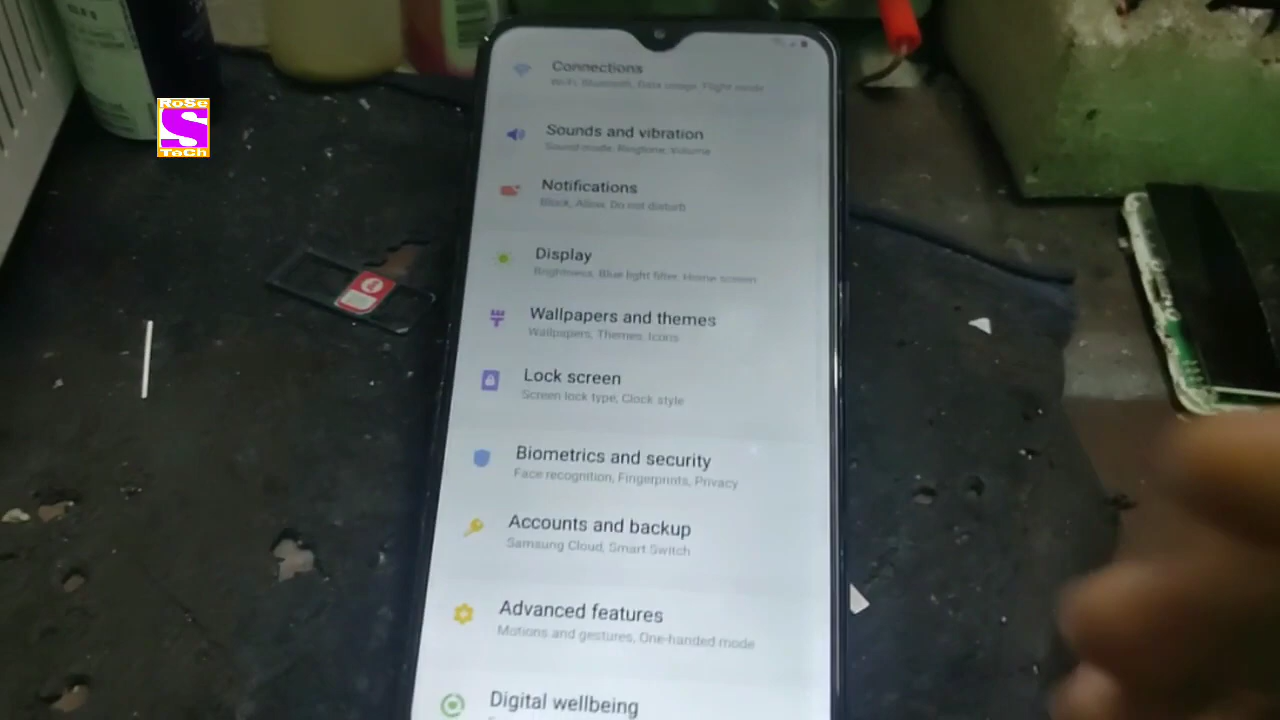 RoSe
S
TeCh
Connections
Wi-Fi, Bluetooth, Data usage, Flight mode
Sounds and vibration
Sound mode, Ringtone, Volume
Notifications
Block, Allow, Do not disturb
Display
Brightness, Blue light filter, Home screen
Wallpapers and themes
Wallpapers, Themes, Icons
Lock screen
Screen lock type, Clock style
Biometrics and security
Face recognition, Fingerprints, Privacy
Accounts and backup
Samsung Cloud, Smart Switch
Advanced features
Motions and gestures, One-handed mode
Digital wellbeing